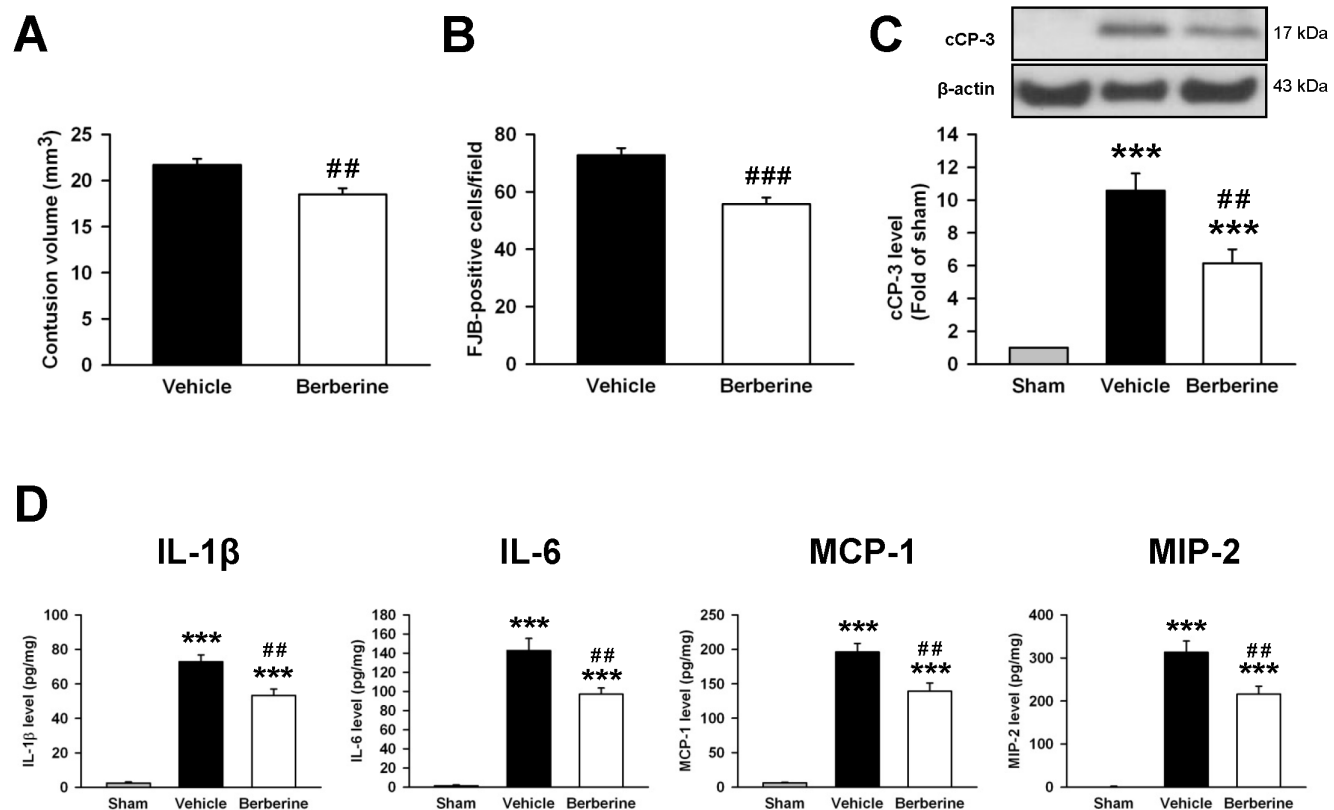 A
Contusion volume (mm³)
25
20
15
10
5
0
##
Vehicle
Berberine
B
FJB-positive cells/field
80
60
40
20
0
###
Vehicle
Berberine
C
cCP-3
17 kDa
β-actin
43 kDa
cCP-3 level
(Fold of sham)
14
12
10
8
6
4
2
0
***
##
***
Sham
Vehicle
Berberine
D
IL-1β
IL-1β level (pg/mg)
100
80
60
40
20
0
***
##
***
Sham
Vehicle
Berberine
IL-6
IL-6 level (pg/mg)
180
160
140
120
100
80
60
40
20
0
***
##
***
Sham
Vehicle
Berberine
MCP-1
MCP-1 level (pg/mg)
250
200
150
100
50
0
***
##
***
Sham
Vehicle
Berberine
MIP-2
MIP-2 level (pg/mg)
400
300
200
100
0
***
##
***
Sham
Vehicle
Berberine